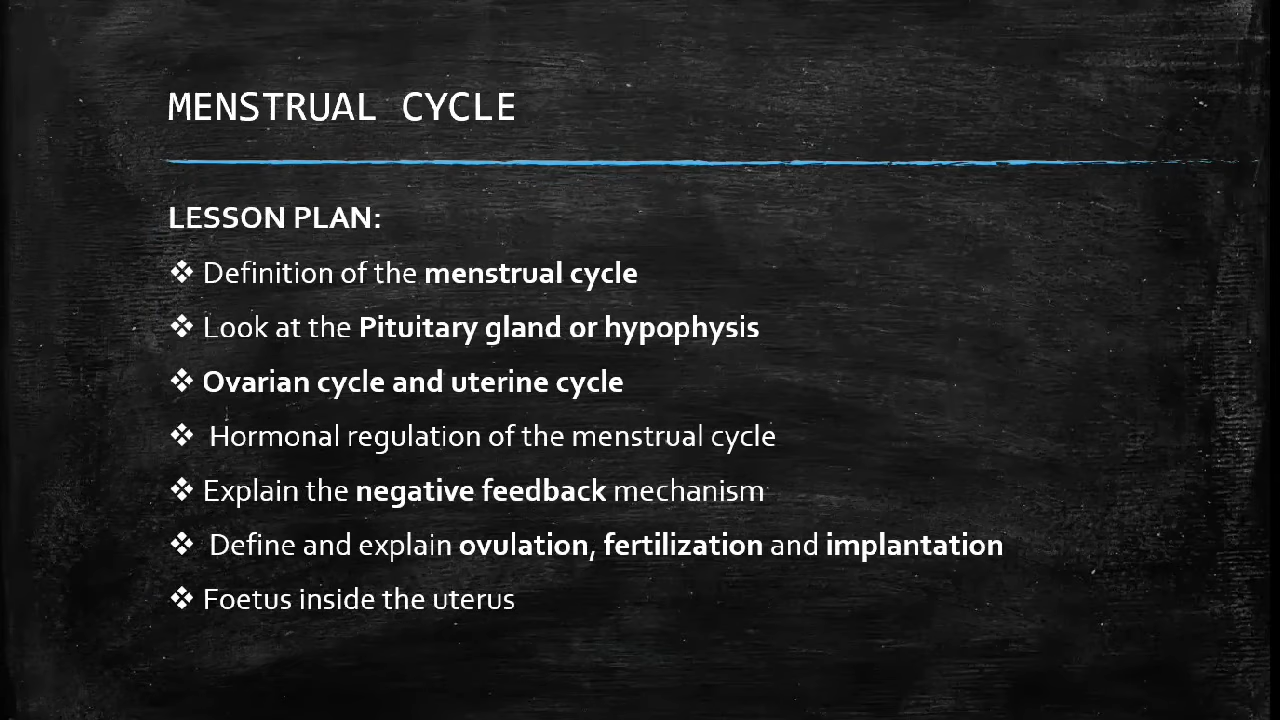 MENSTRUAL CYCLE
LESSON PLAN:
❖ Definition of the menstrual cycle
❖ Look at the Pituitary gland or hypophysis
❖ Ovarian cycle and uterine cycle
❖ Hormonal regulation of the menstrual cycle
❖ Explain the negative feedback mechanism
❖ Define and explain ovulation, fertilization and implantation
❖ Foetus inside the uterus